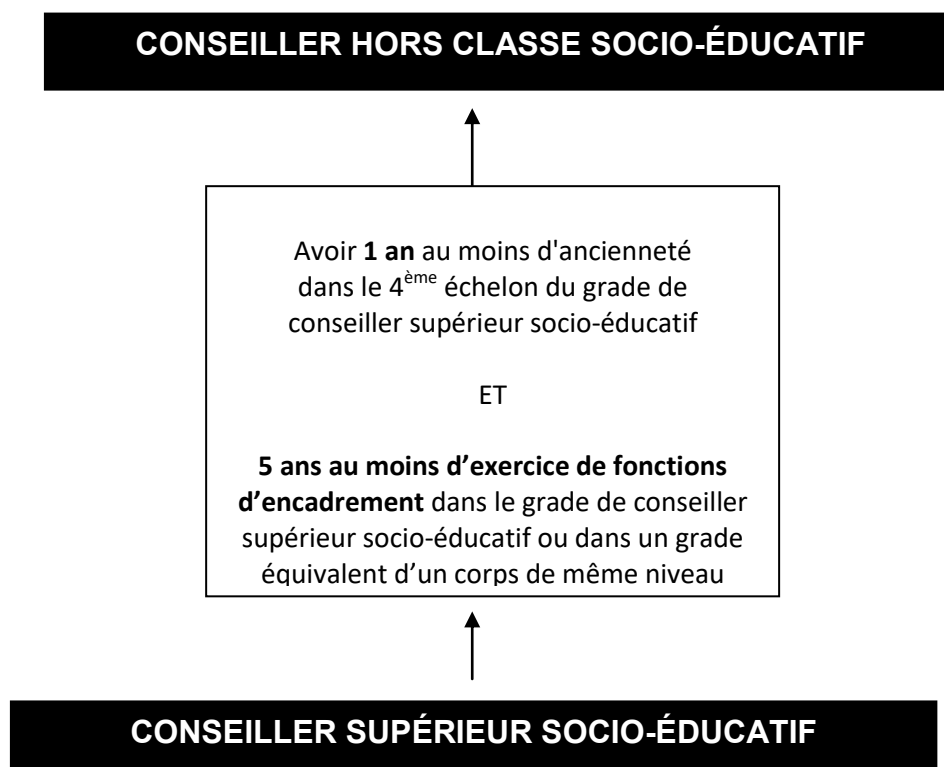 CONSEILLER HORS CLASSE SOCIO-ÉDUCATIF
Avoir 1 an au moins d'ancienneté
dans le 4ème échelon du grade de
conseiller supérieur socio-éducatif
ET
5 ans au moins d’exercice de fonctions
d’encadrement dans le grade de conseiller
supérieur socio-éducatif ou dans un grade
équivalent d’un corps de même niveau
CONSEILLER SUPÉRIEUR SOCIO-ÉDUCATIF